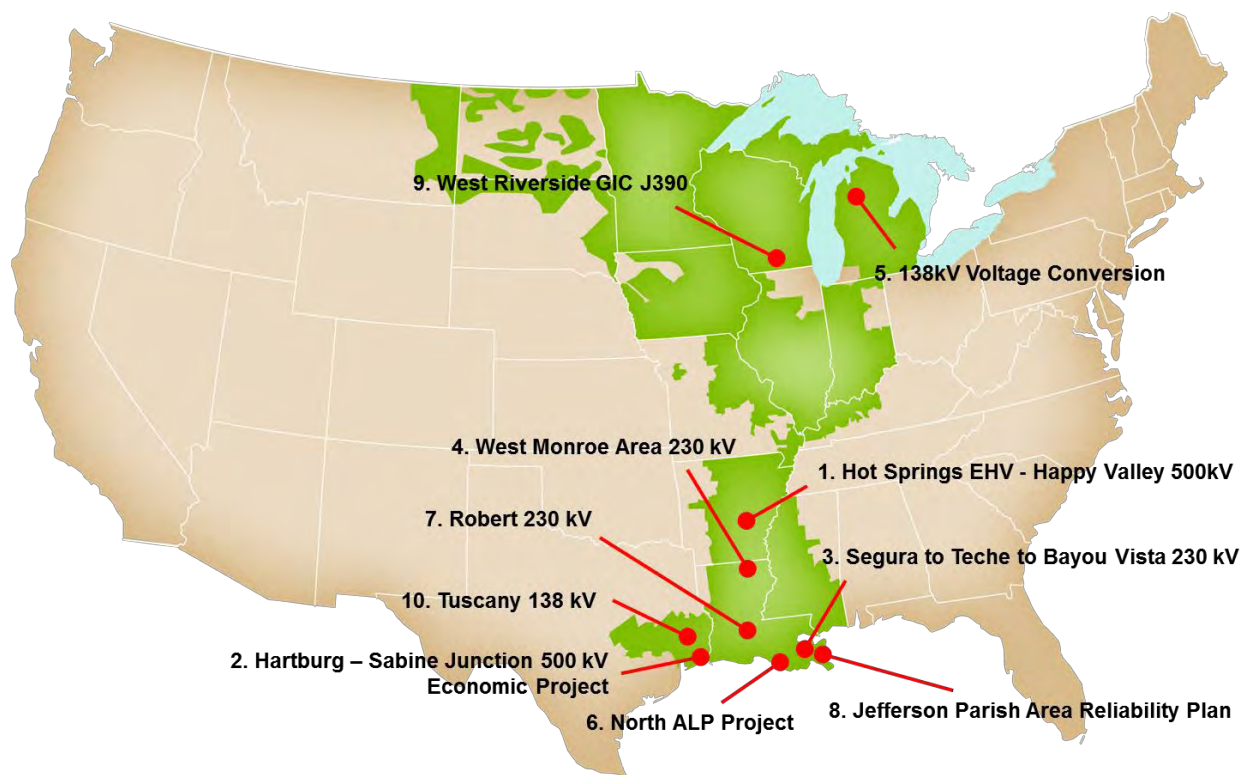 9. West Riverside GIC J390
5. 138kV Voltage Conversion
4. West Monroe Area 230 kV
1. Hot Springs EHV - Happy Valley 500kV
7. Robert 230 kV
3. Segura to Teche to Bayou Vista 230 kV
10. Tuscany 138 kV
2. Hartburg – Sabine Junction 500 kV
Economic Project
6. North ALP Project
8. Jefferson Parish Area Reliability Plan